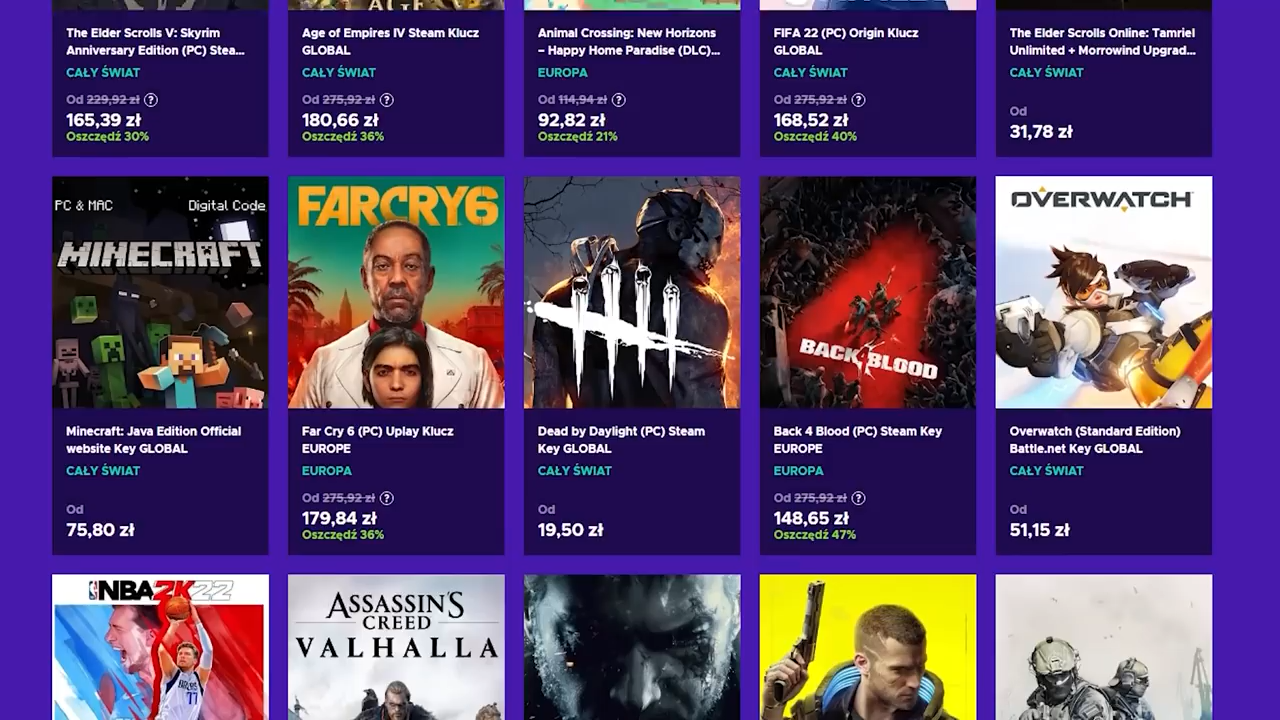 AGE
The Elder Scrolls V: Skyrim
Anniversary Edition (PC) Stea...
CAŁY ŚWIAT
Od 229,92 zł ?
165,39 zł
Oszczędź 30%
Age of Empires IV Steam Klucz
GLOBAL
CAŁY ŚWIAT
Od 275,92 zł ?
180,66 zł
Oszczędź 36%
Animal Crossing: New Horizons
– Happy Home Paradise (DLC)...
EUROPA
Od 114,94 zł ?
92,82 zł
Oszczędź 21%
FIFA 22 (PC) Origin Klucz
GLOBAL
CAŁY ŚWIAT
Od 275,92 zł ?
168,52 zł
Oszczędź 40%
The Elder Scrolls Online: Tamriel
Unlimited + Morrowind Upgrad...
CAŁY ŚWIAT
Od
31,78 zł
PC & MAC Digital Code
MINECRAFT
Minecraft: Java Edition Official
website Key GLOBAL
CAŁY ŚWIAT
Od
75,80 zł
FARCRY6
Far Cry 6 (PC) Uplay Klucz
EUROPE
EUROPA
Od 275,92 zł ?
179,84 zł
Oszczędź 36%
Dead by Daylight (PC) Steam
Key GLOBAL
CAŁY ŚWIAT
Od
19,50 zł
BACK 4 BLOOD
Back 4 Blood (PC) Steam Key
EUROPE
EUROPA
Od 275,92 zł ?
148,65 zł
Oszczędź 47%
OVERWATCH
Overwatch (Standard Edition)
Battle.net Key GLOBAL
CAŁY ŚWIAT
Od
51,15 zł
NBA 2K22
77
ASSASSIN'S
CREED
VALHALLA